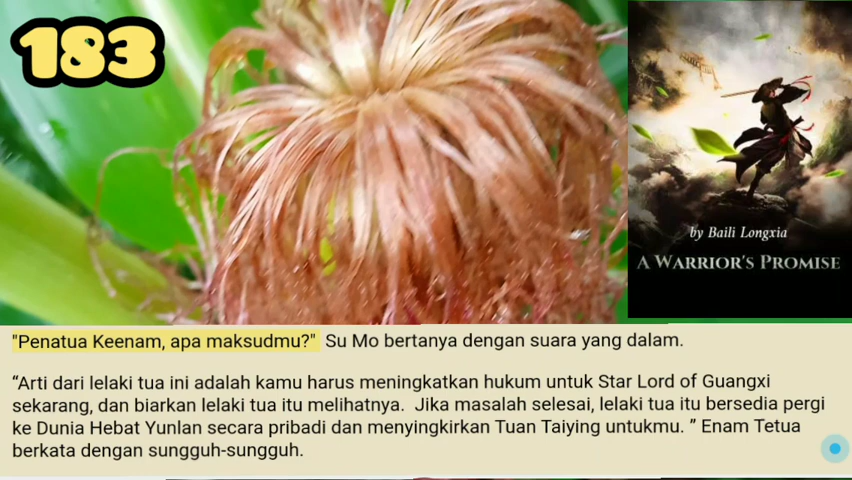 183
by Baili Longxia
A WARRIOR'S PROMISE
"Penatua Keenam, apa maksudmu?" Su Mo bertanya dengan suara yang dalam.
“Arti dari lelaki tua ini adalah kamu harus meningkatkan hukum untuk Star Lord of Guangxi
sekarang, dan biarkan lelaki tua itu melihatnya. Jika masalah selesai, lelaki tua itu bersedia pergi
ke Dunia Hebat Yunlan secara pribadi dan menyingkirkan Tuan Taiying untukmu. ” Enam Tetua
berkata dengan sungguh-sungguh.